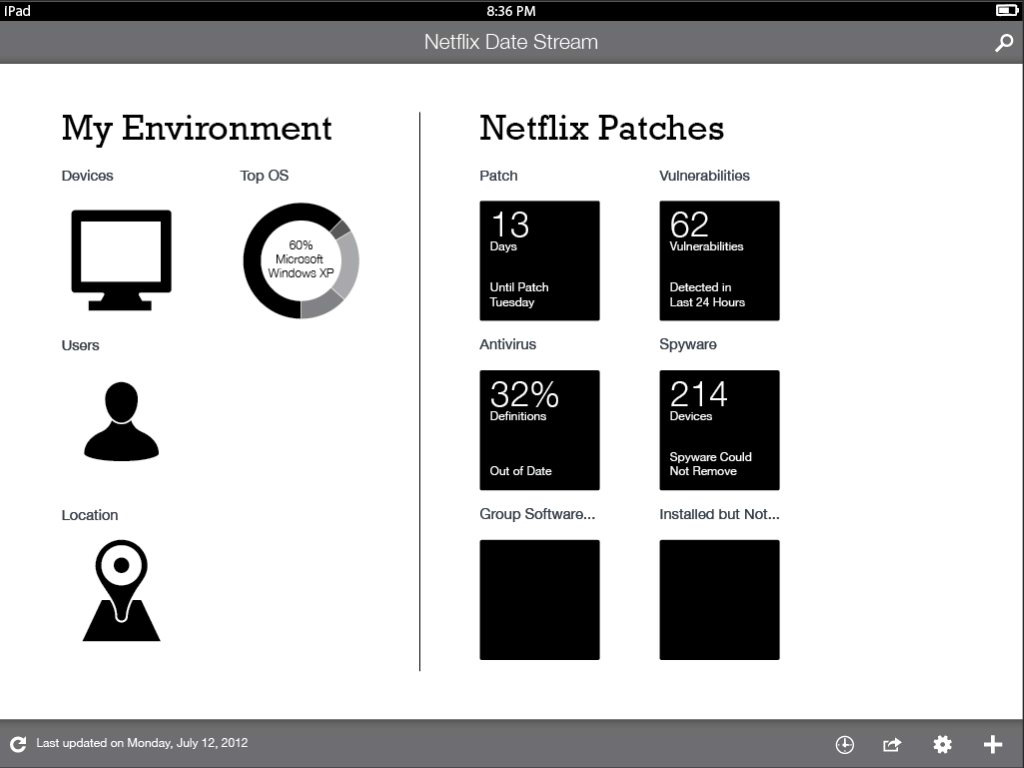 iPad
8:36 PM
Netflix Date Stream
My Environment
Devices
Top OS
60%
Microsoft
Windows XP
Users
Location
Netflix Patches
Patch
Vulnerabilities
13
Days
Until Patch
Tuesday
62
Vulnerabilities
Detected in
Last 24 Hours
Antivirus
Spyware
32%
Definitions
Out of Date
214
Devices
Spyware Could
Not Remove
Group Software...
Installed but Not...
Last updated on Monday, July 12, 2012